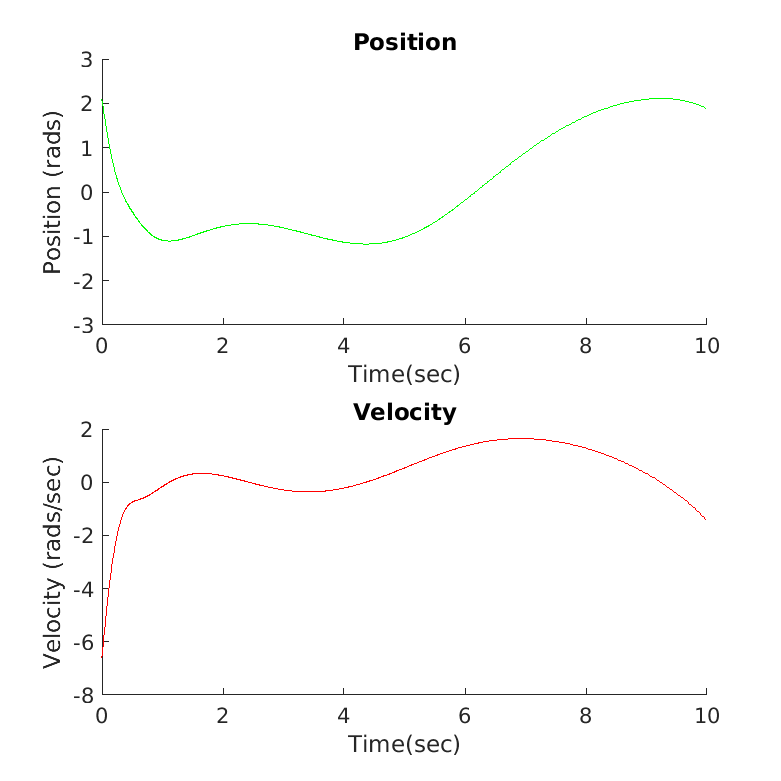 Position
3
2
1
0
-1
-2
-3
Position (rads)
0 2 4 6 8 10
Time(sec)
Velocity
2
0
-2
-4
-6
-8
Velocity (rads/sec)
0 2 4 6 8 10
Time(sec)